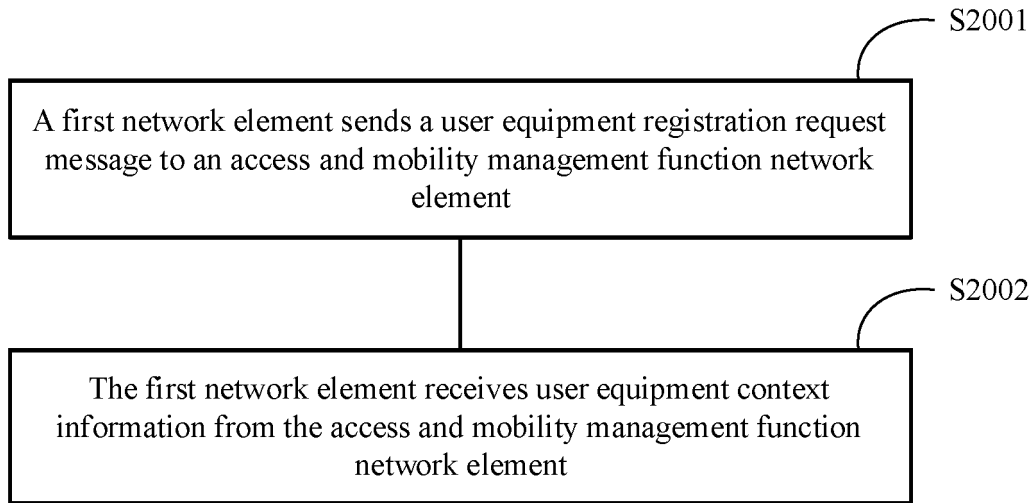 S2001
A first network element sends a user equipment registration request
message to an access and mobility management function network
element
S2002
The first network element receives user equipment context
information from the access and mobility management function
network element